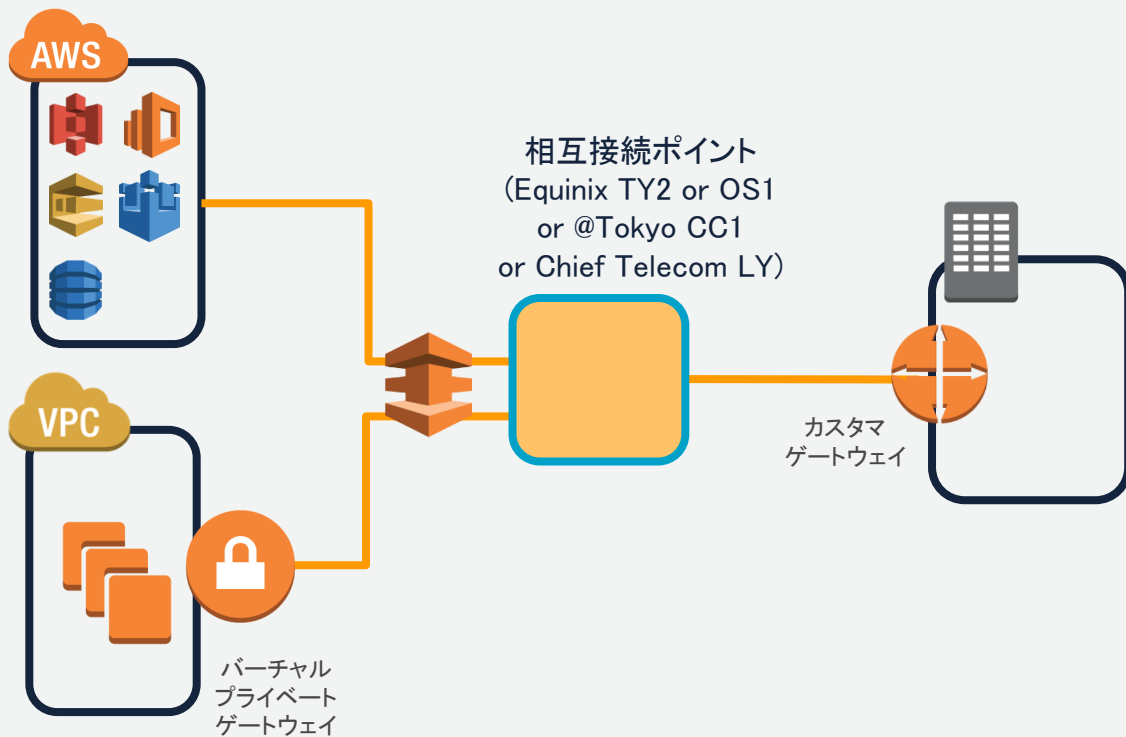 AWS
相互接続ポイント
(Equinix TY2 or OS1
or @Tokyo CC1
or Chief Telecom LY)
カスタマ
ゲートウェイ
VPC
バーチャル
プライベート
ゲートウェイ